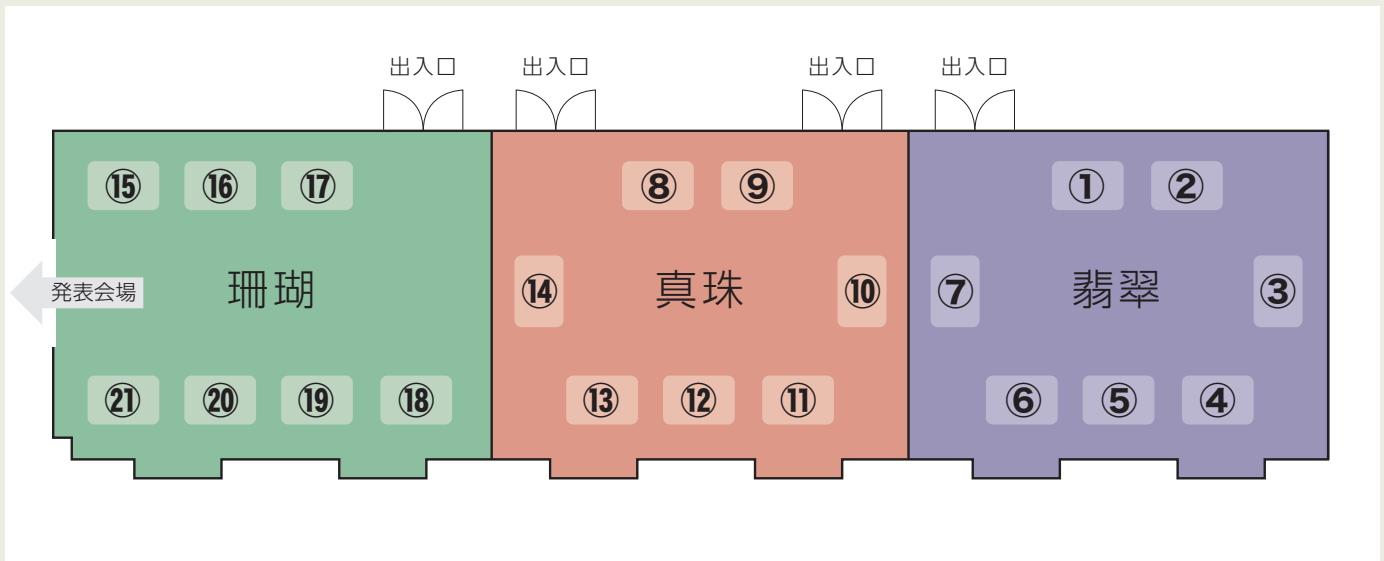 出入口 出入口 出入口 出入口
⑮ ⑯ ⑰ ⑧ ⑨ ① ②
発表会場 珊瑚 ⑭ 真珠 ⑩ ⑦ 翡翠 ③
㉑ ⑳ ⑲ ⑱ ⑬ ⑫ ⑪ ⑥ ⑤ ④